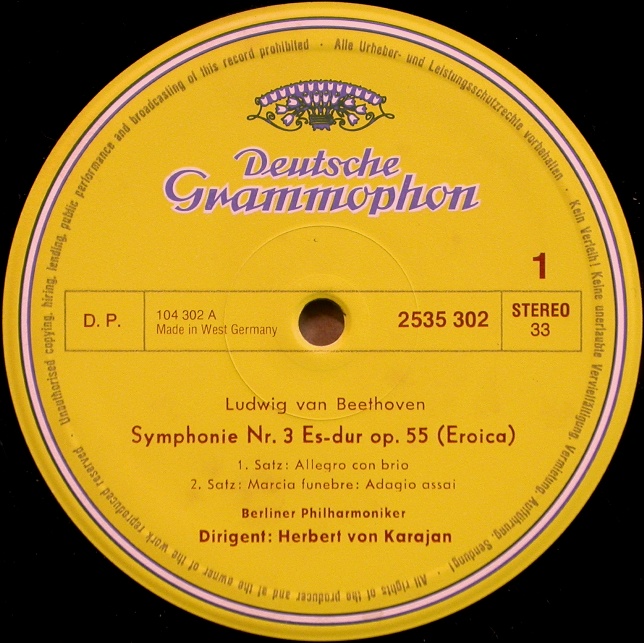 Deutsche
Grammophon
1
D. P.
104 302 A
Made in West Germany
2535 302
STEREO
33
Ludwig van Beethoven
Symphonie Nr. 3 Es-dur op. 55 (Eroica)
1. Satz: Allegro con brio
2. Satz: Marcia funebre: Adagio assai
Berliner Philharmoniker
Dirigent: Herbert von Karajan
Alle Urheber- und Leistungsschutzrechte vorbehalten · Kein Verleih! Keine unerlaubte Vervielfältigung, Vermietung, Aufführung, Sendung! · All rights of the producer and of the owner of the work reproduced reserved · Unauthorised copying, hiring, lending, public performance and broadcasting of this record prohibited ·